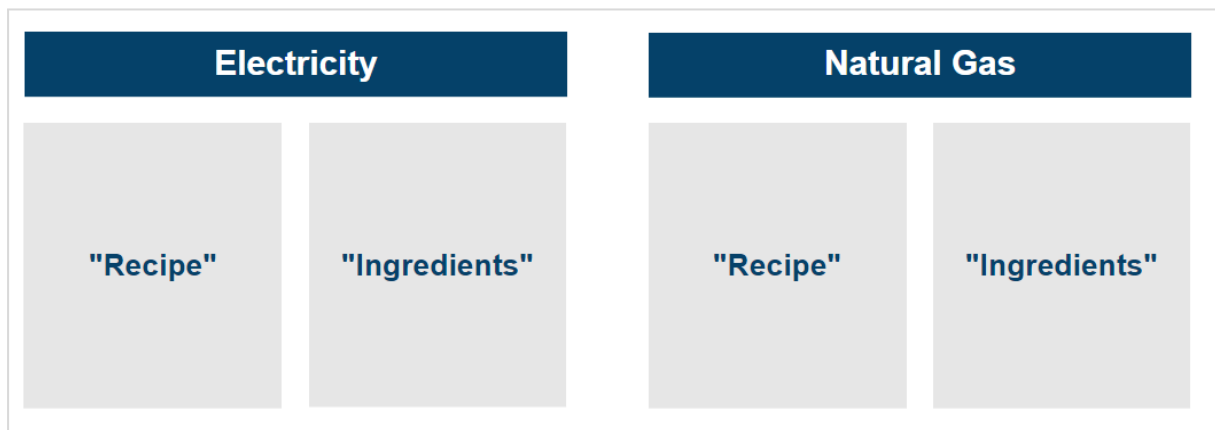 Electricity
Natural Gas
"Recipe"
"Ingredients"
"Recipe"
"Ingredients"